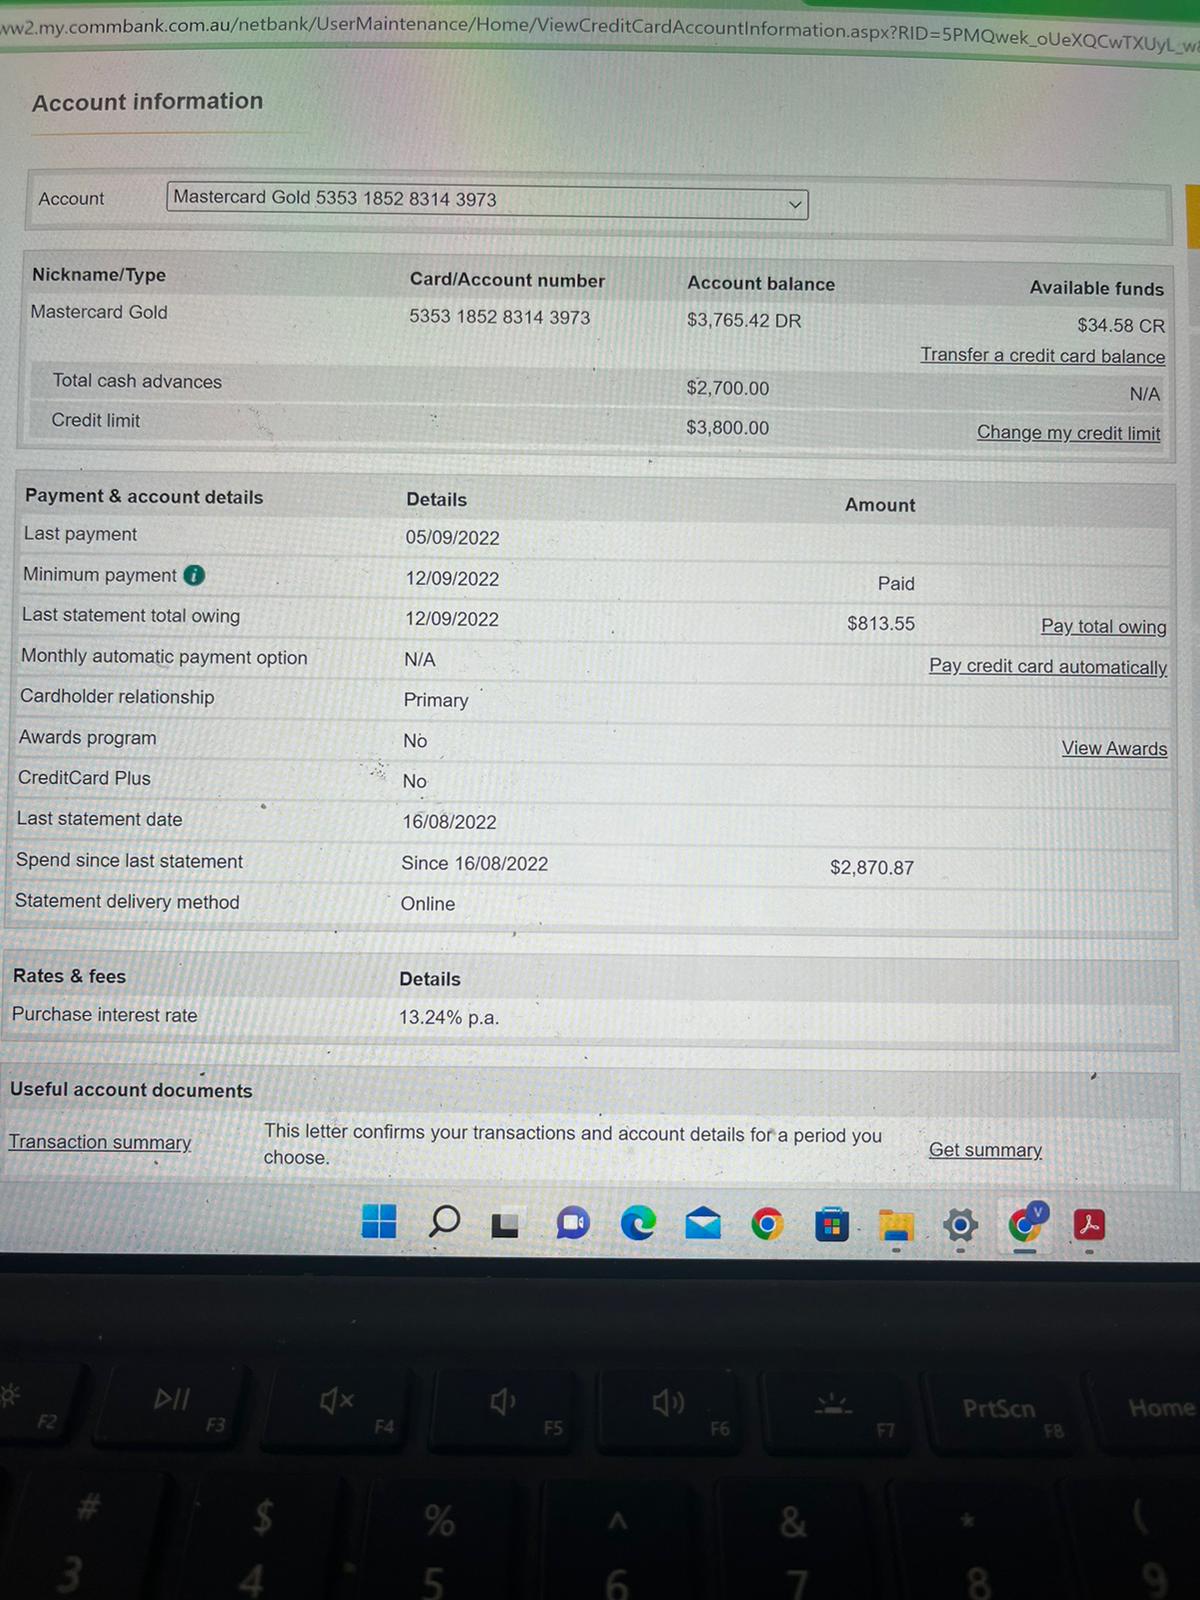 ww2.my.commbank.com.au/netbank/UserMaintenance/Home/ViewCreditCardAccountInformation.aspx?RID=5PMQwek_oUeXQCwTXUyL_w
Account information
Account Mastercard Gold 5353 1852 8314 3973
Nickname/Type Card/Account number Account balance Available funds
Mastercard Gold 5353 1852 8314 3973 $3,765.42 DR $34.58 CR
Transfer a credit card balance
Total cash advances $2,700.00 N/A
Credit limit $3,800.00 Change my credit limit
Payment & account details Details Amount
Last payment 05/09/2022
Minimum payment i 12/09/2022 Paid
Last statement total owing 12/09/2022 $813.55 Pay total owing
Monthly automatic payment option N/A Pay credit card automatically
Cardholder relationship Primary
Awards program No View Awards
CreditCard Plus No
Last statement date 16/08/2022
Spend since last statement Since 16/08/2022 $2,870.87
Statement delivery method Online
Rates & fees Details
Purchase interest rate 13.24% p.a.
Useful account documents
Transaction summary This letter confirms your transactions and account details for a period you choose. Get summary
V
F2 F3 F4 F5 F6 F7 PrtScn F8 Home
# $ % ^ & * (
3 4 5 6 7 8 9